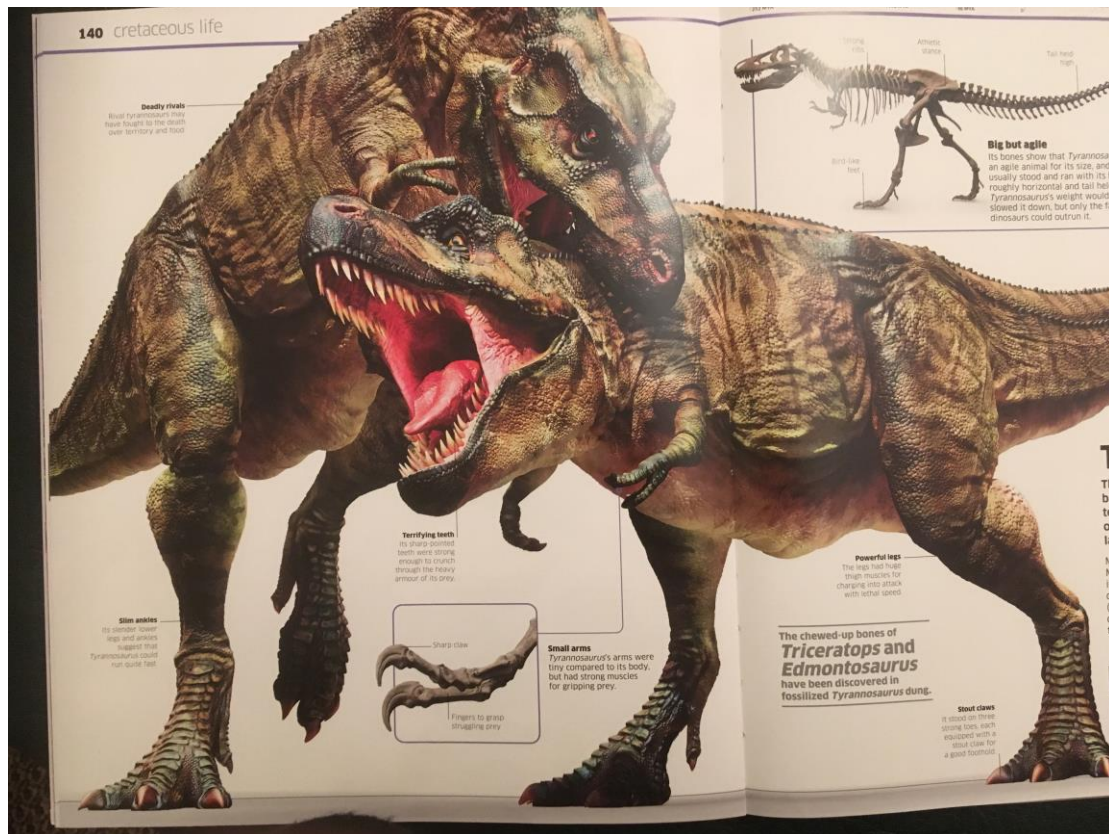 140 cretaceous life
Deadly rivals
Rival tyrannosaurs may
have fought to the death
over territory and food
Athletic
stance
Tail held
high
Bird-like
feet
Big but agile
Its bones show that
an agile animal for its size, and
usually stood and ran with its
roughly horizontal and tail
Tyrannosaurus's weight would
slowed it down, but only the
dinosaurs could outrun it.
Terrifying teeth
Its sharp-pointed
teeth were strong
enough to crunch
through the heavy
armour of its prey.
Slim ankles
Its slender lower
legs and ankles
suggest that
Tyrannosaurus could
run quite fast
Sharp claw
Fingers to grasp
struggling prey
Small arms
Tyrannosaurus's arms were
tiny compared to its body,
but had strong muscles
for gripping prey.
Powerful legs
The legs had huge
thigh muscles for
charging into attack
with lethal speed
The chewed-up bones of
Triceratops and
Edmontosaurus
have been discovered in
fossilized Tyrannosaurus dung.
Stout claws
It stood on three
strong toes, each
equipped with a
stout claw for
a good foothold